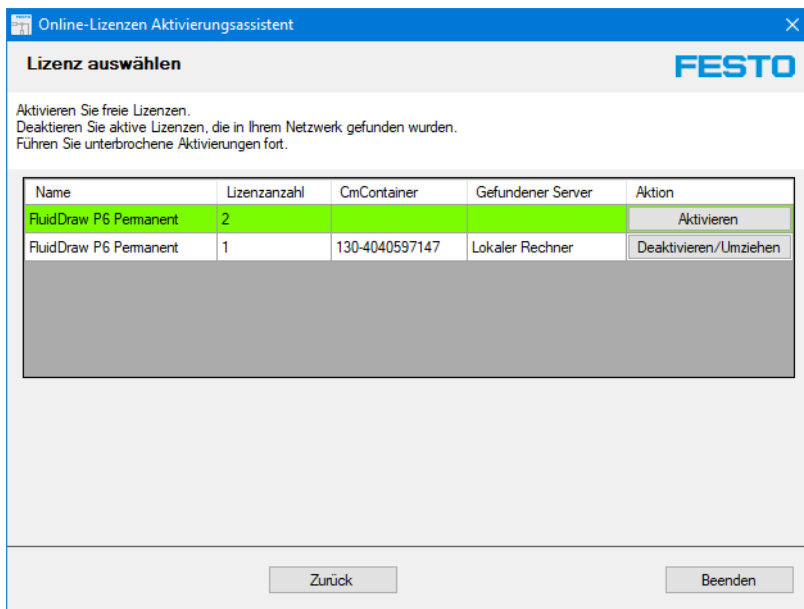 Online-Lizenzen Aktivierungsassistent
Lizenz auswählen
FESTO
Aktivieren Sie freie Lizenzen.
Deaktieren Sie aktive Lizenzen, die in Ihrem Netzwerk gefunden wurden.
Führen Sie unterbrochene Aktivierungen fort.
Name Lizenzanzahl CmContainer Gefundener Server Aktion
FluidDraw P6 Permanent 2 Aktivieren
FluidDraw P6 Permanent 1 130-4040597147 Lokaler Rechner Deaktivieren/Umziehen
Zurück Beenden